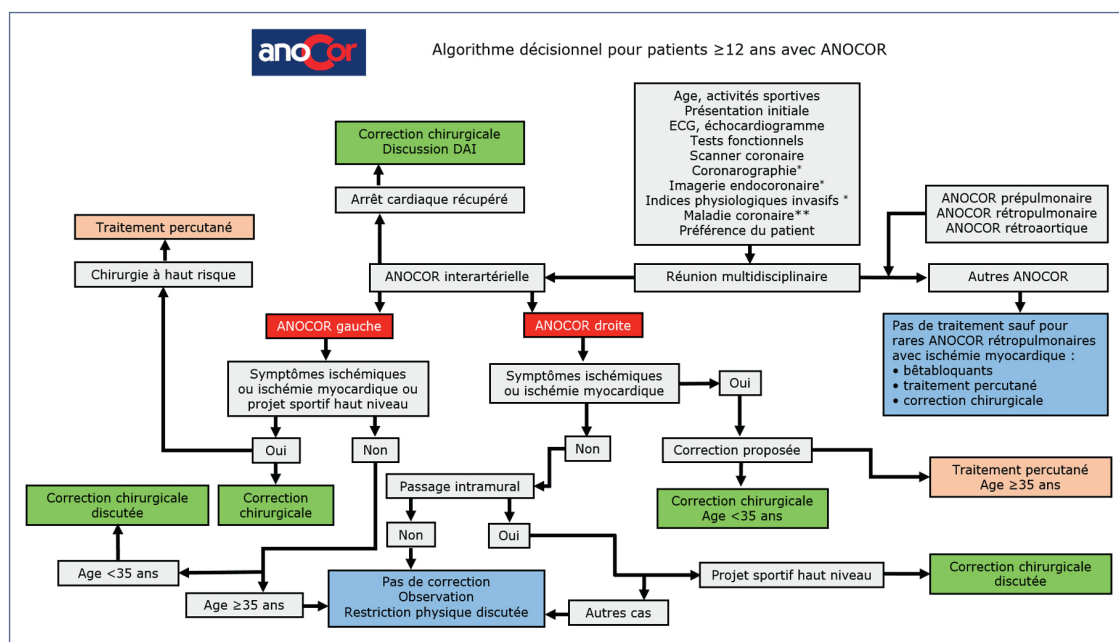 anoCor
Algorithme décisionnel pour patients ≥12 ans avec ANOCOR
Age, activités sportives
Présentation initiale
ECG, échocardiogramme
Tests fonctionnels
Scanner coronaire
Coronarographie*
Imagerie endocoronaire*
Indices physiologiques invasifs *
Maladie coronaire**
Préférence du patient
Correction chirurgicale
Discussion DAI
Arrêt cardiaque récupéré
ANOCOR prépulmonaire
ANOCOR rétropulmonaire
ANOCOR rétroaortique
Traitement percutané
Chirurgie à haut risque
ANOCOR interartérielle
Réunion multidisciplinaire
Autres ANOCOR
ANOCOR gauche
ANOCOR droite
Pas de traitement sauf pour
rares ANOCOR rétropulmonaires
avec ischémie myocardique :
• bêtabloquants
• traitement percutané
• correction chirurgicale
Symptômes ischémiques
ou ischémie myocardique ou
projet sportif haut niveau
Symptômes ischémiques
ou ischémie myocardique
Oui
Oui
Non
Non
Correction proposée
Correction chirurgicale
discutée
Correction
chirurgicale
Passage intramural
Correction chirurgicale
Age <35 ans
Traitement percutané
Age ≥35 ans
Non
Oui
Age <35 ans
Age ≥35 ans
Pas de correction
Observation
Restriction physique discutée
Autres cas
Projet sportif haut niveau
Correction chirurgicale
discutée